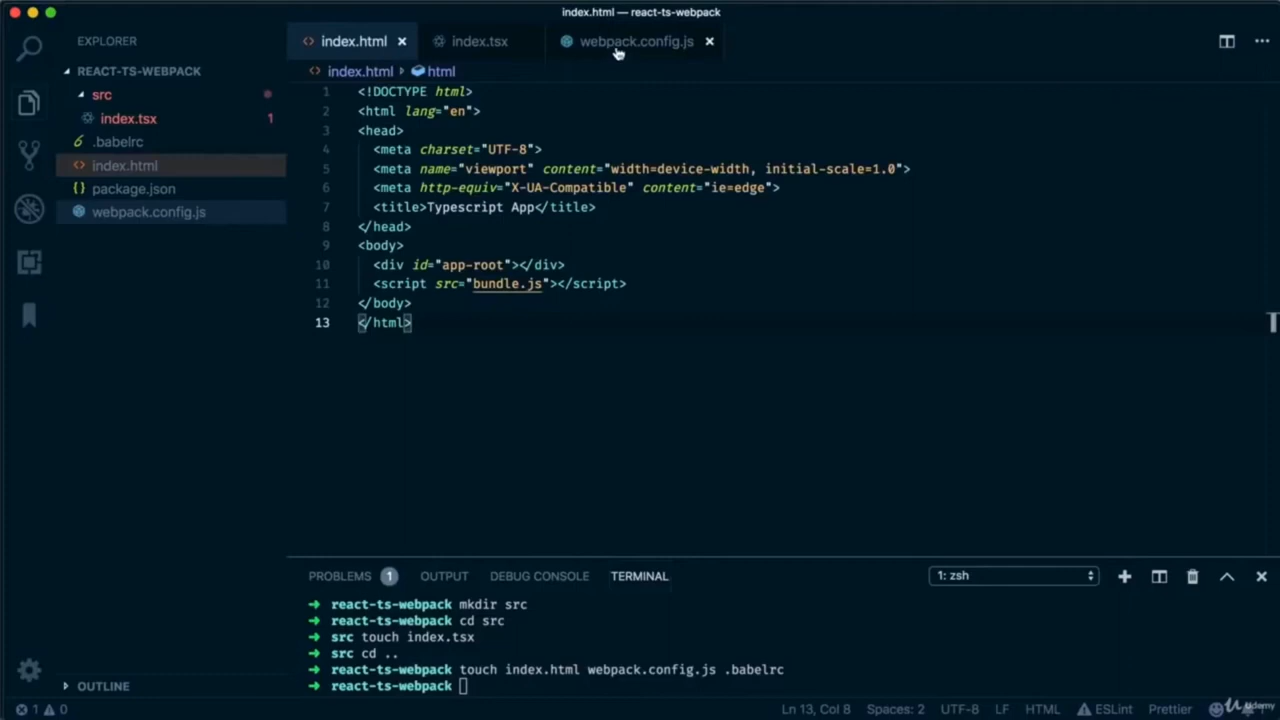 index.html — react-ts-webpack
EXPLORER
REACT-TS-WEBPACK
src
index.tsx 1
.babelrc
index.html
package.json
webpack.config.js
OUTLINE
index.html
index.tsx
webpack.config.js
index.html html
1 <!DOCTYPE html>
2 <html lang="en">
3 <head>
4 <meta charset="UTF-8">
5 <meta name="viewport" content="width=device-width, initial-scale=1.0">
6 <meta http-equiv="X-UA-Compatible" content="ie=edge">
7 <title>Typescript App</title>
8 </head>
9 <body>
10 <div id="app-root"></div>
11 <script src="bundle.js"></script>
12 </body>
13 </html>
PROBLEMS 1 OUTPUT DEBUG CONSOLE TERMINAL 1: zsh
react-ts-webpack mkdir src
react-ts-webpack cd src
src touch index.tsx
src cd ..
react-ts-webpack touch index.html webpack.config.js .babelrc
react-ts-webpack
1 0 Ln 13, Col 8 Spaces: 2 UTF-8 LF HTML ESLint Prettier
udemy